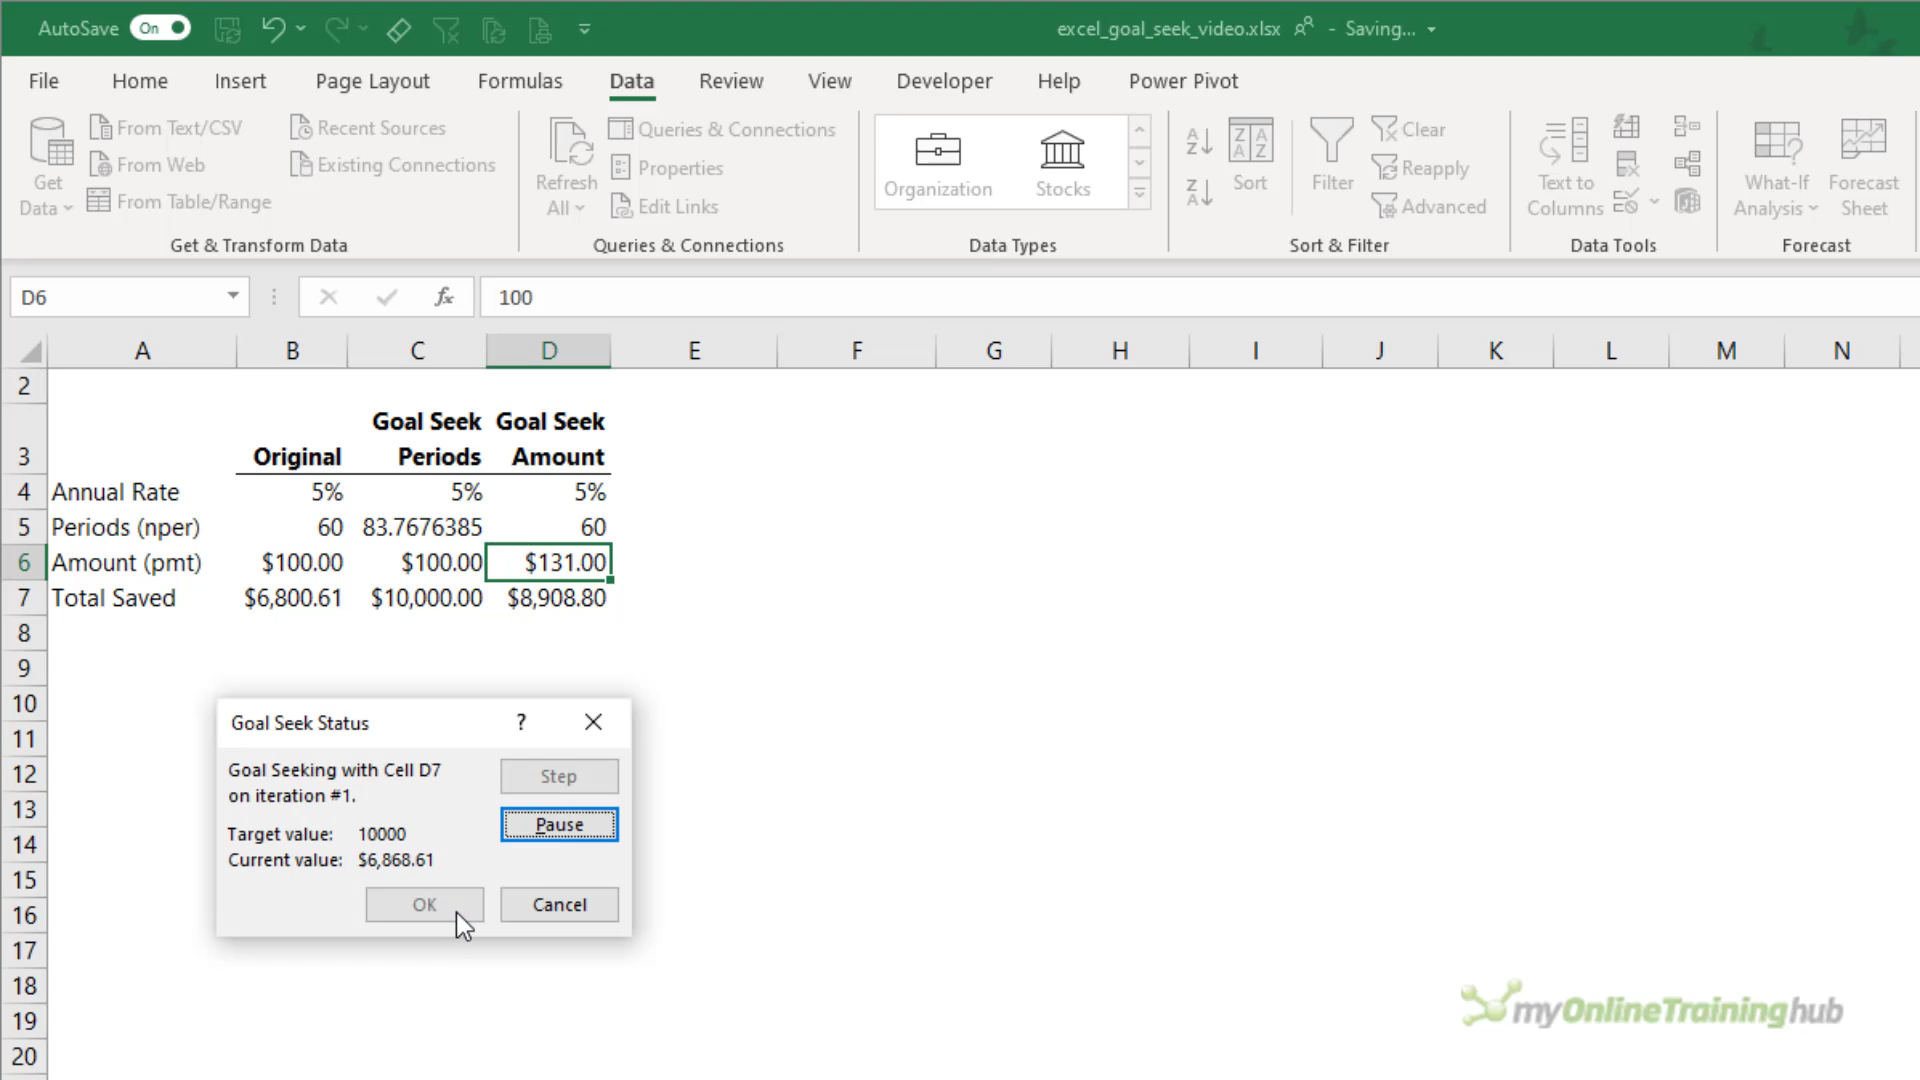 AutoSave On excel_goal_seek_video.xlsx - Saving...
File Home Insert Page Layout Formulas Data Review View Developer Help Power Pivot
Get Data
From Text/CSV
From Web
From Table/Range
Recent Sources
Existing Connections
Get & Transform Data
Refresh All
Queries & Connections
Properties
Edit Links
Queries & Connections
Organization Stocks
Data Types
Sort
Filter
Clear
Reapply
Advanced
Sort & Filter
Text to Columns
Data Tools
What-If Analysis
Forecast Sheet
Forecast
D6 fx 100
A B C D E F G H I J K L M N
2
Goal Seek Goal Seek
3 Original Periods Amount
4 Annual Rate 5% 5% 5%
5 Periods (nper) 60 83.7676385 60
6 Amount (pmt) $100.00 $100.00 $131.00
7 Total Saved $6,800.61 $10,000.00 $8,908.80
8
9
10
11
12
13
14
15
16
17
18
19
20
Goal Seek Status ?
Goal Seeking with Cell D7
on iteration #1.
Target value: 10000
Current value: $6,868.61
Step
Pause
OK Cancel
myOnlineTraininghub